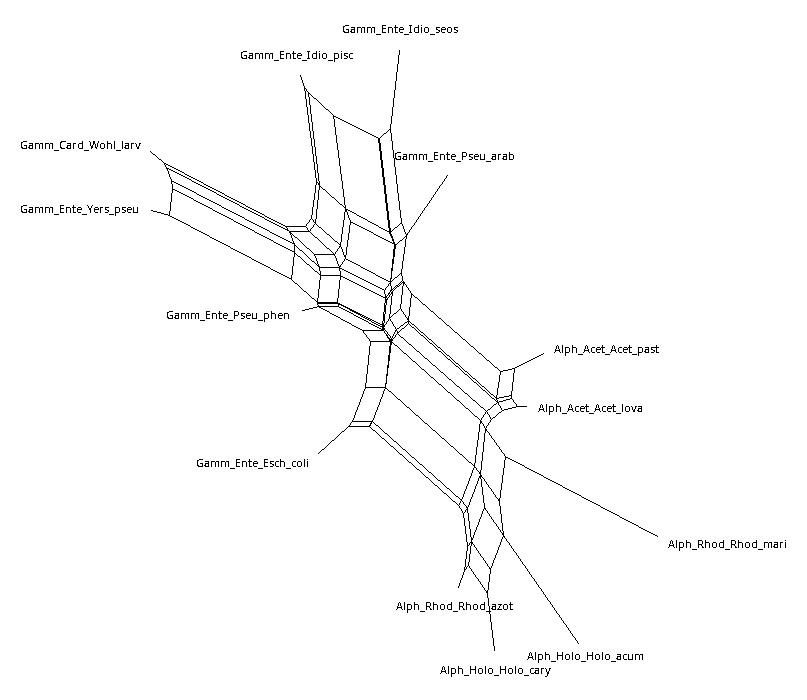 Gamm_Ente_Idio_seos
Gamm_Ente_Idio_pisc
Gamm_Card_Wohl_larv
Gamm_Ente_Pseu_arab
Gamm_Ente_Yers_pseu
Gamm_Ente_Pseu_phen
Alph_Acet_Acet_past
Alph_Acet_Acet_lova
Gamm_Ente_Esch_coli
Alph_Rhod_Rhod_mari
Alph_Rhod_Rhod_azot
Alph_Holo_Holo_acum
Alph_Holo_Holo_cary